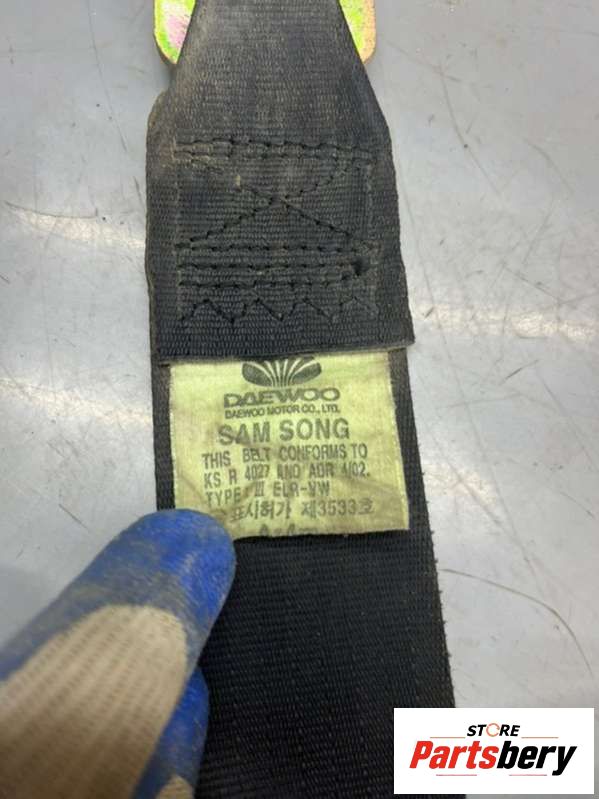 DAEWOO
DAEWOO MOTOR CO., LTD.
SAM SONG
THIS BELT CONFORMS TO
KS R 4027 AND ADR 4/02.
TYPE: III ELR-VW
표시허가 제3533호
STORE
Partsbery